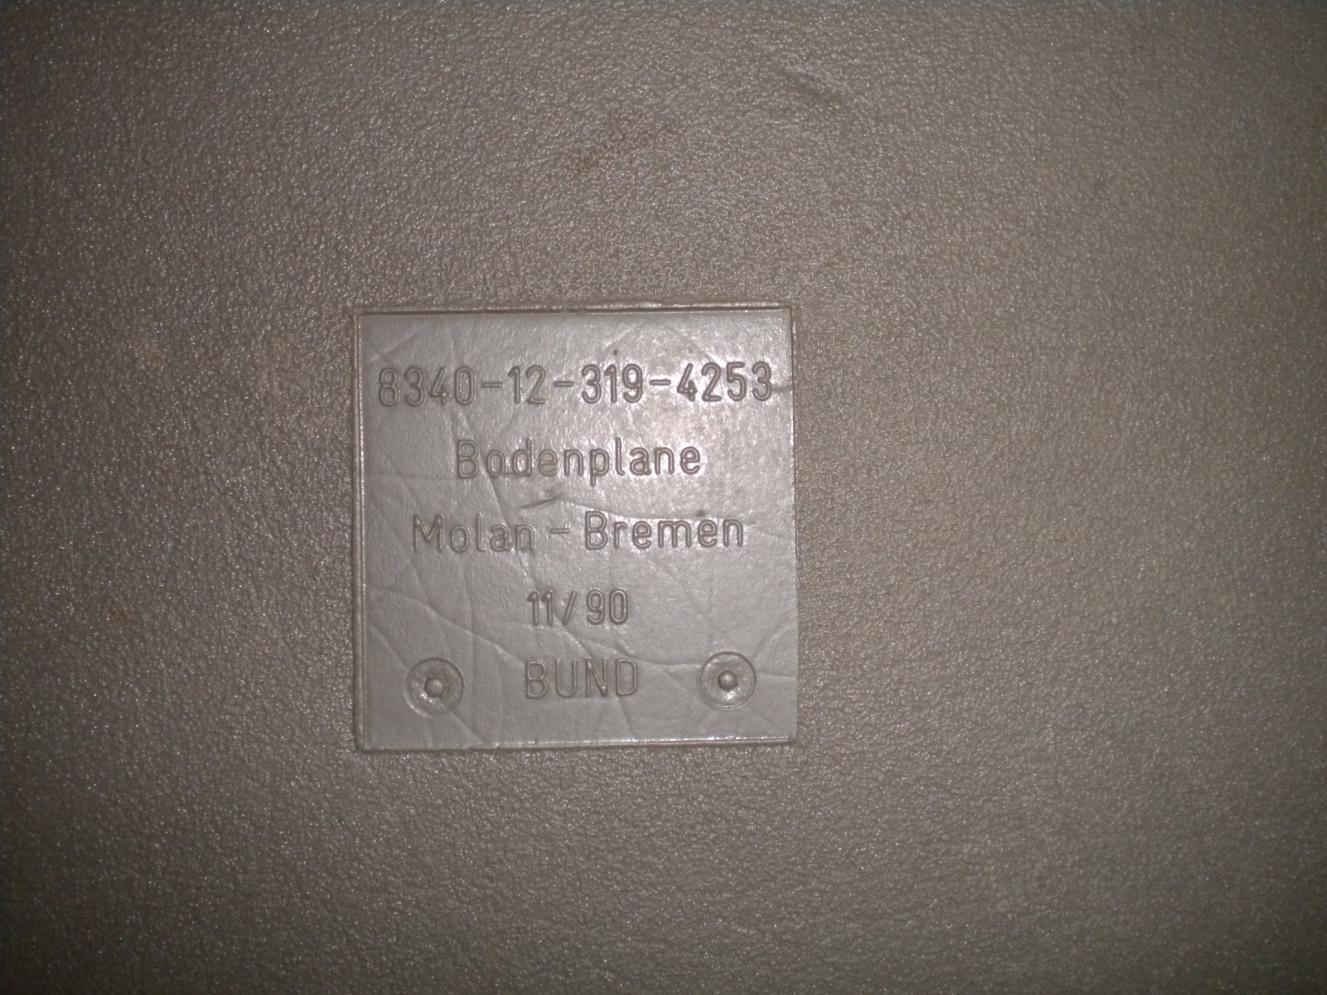 8340-12-319-4253
Bodenplane
Molan-Bremen
11/90
BUND